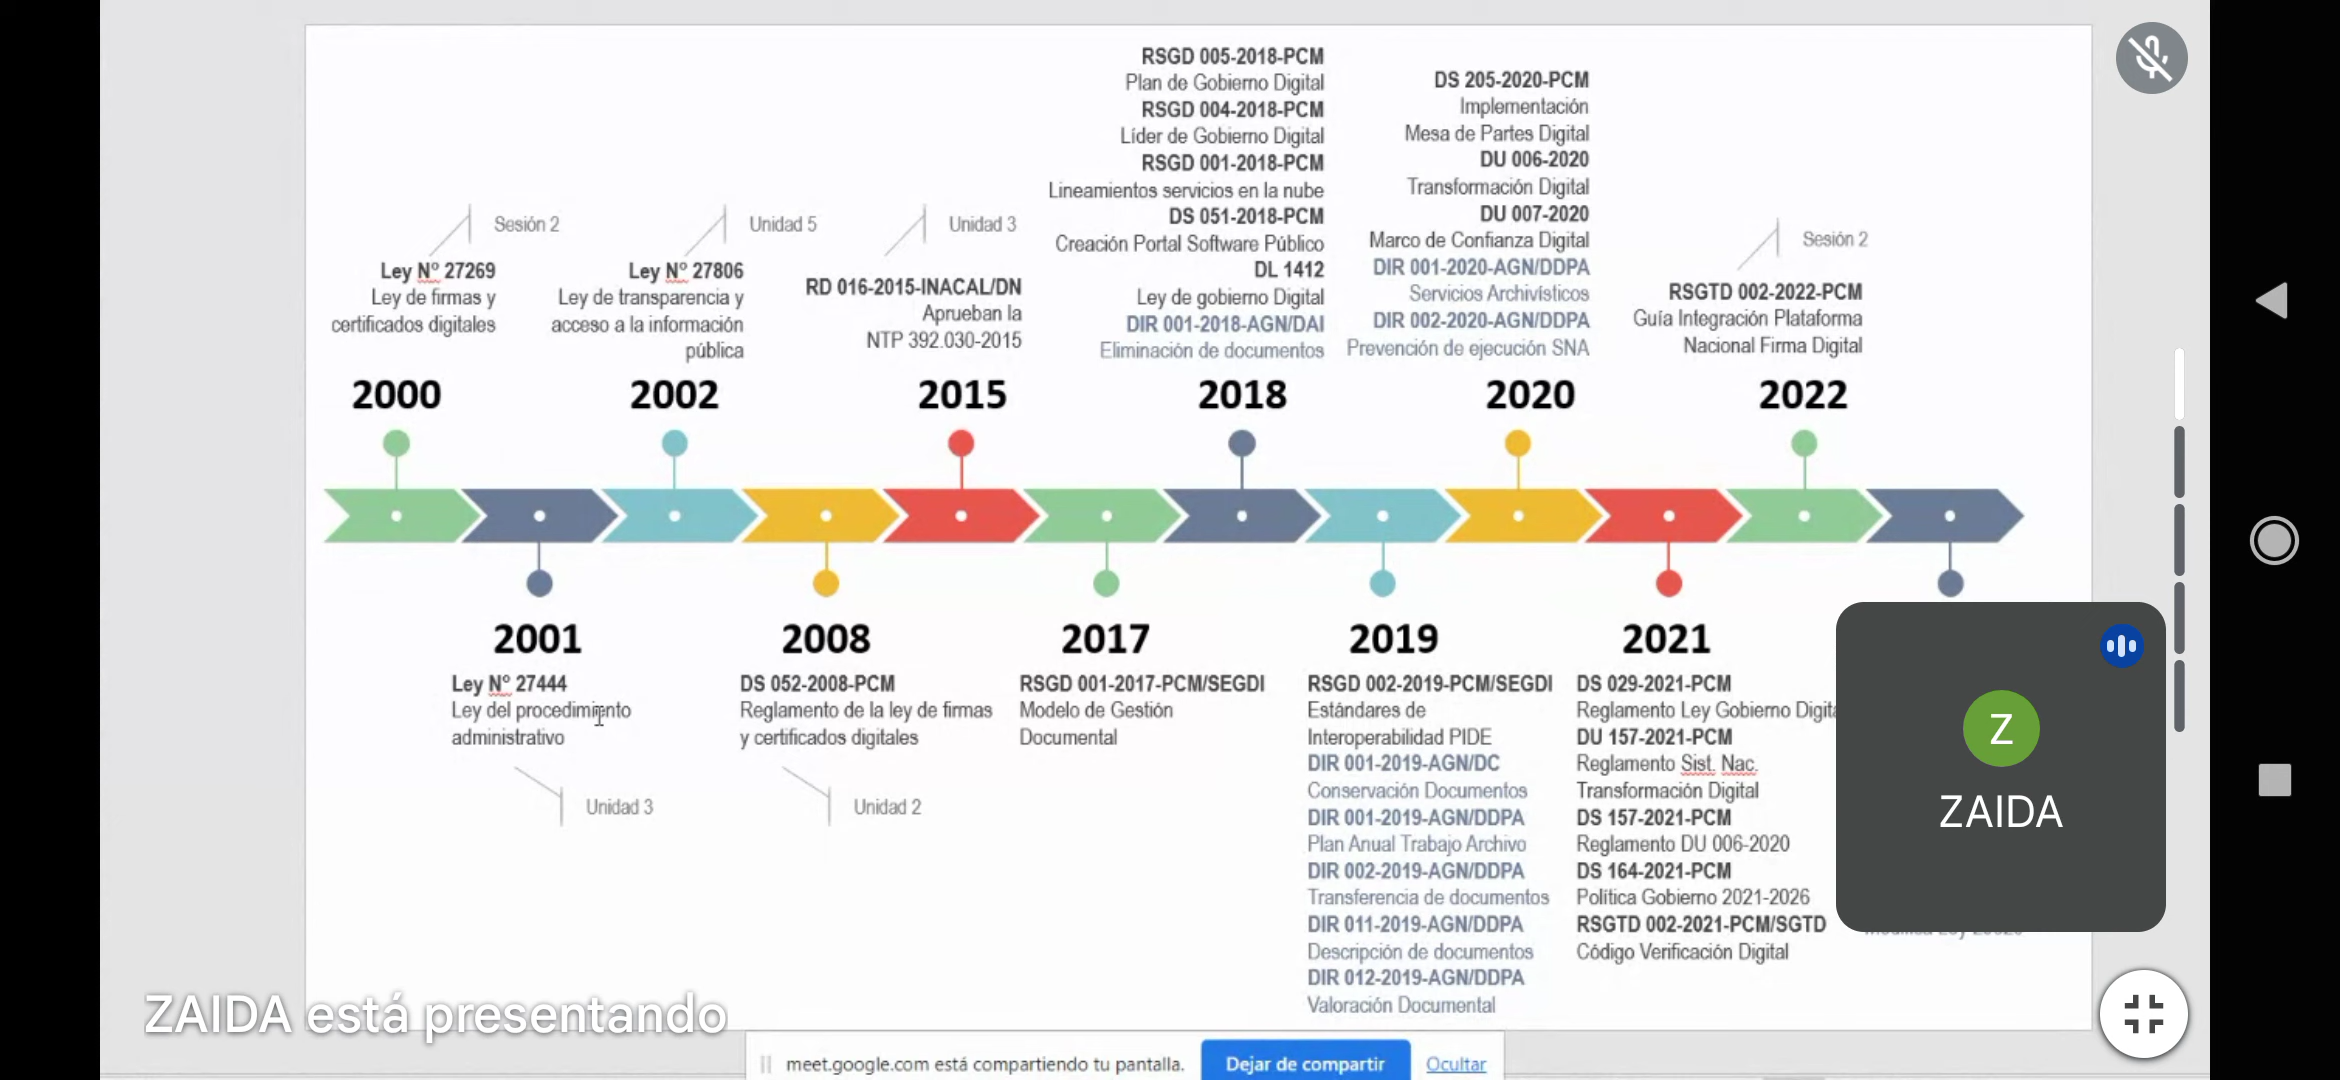 RSGD 005-2018-PCM
Plan de Gobierno Digital
RSGD 004-2018-PCM
Líder de Gobierno Digital
RSGD 001-2018-PCM
Lineamientos servicios en la nube
DS 051-2018-PCM
Creación Portal Software Público
DL 1412
Ley de gobierno Digital
DIR 001-2018-AGN/DAI
Eliminación de documentos
DS 205-2020-PCM
Implementación
Mesa de Partes Digital
DU 006-2020
Transformación Digital
DU 007-2020
Marco de Confianza Digital
DIR 001-2020-AGN/DDPA
Servicios Archivísticos
DIR 002-2020-AGN/DDPA
Prevención de ejecución SNA
Sesión 2
Ley N° 27269
Ley de firmas y
certificados digitales
Unidad 5
Ley N° 27806
Ley de transparencia y
acceso a la información
pública
Unidad 3
RD 016-2015-INACAL/DN
Aprueban la
NTP 392.030-2015
Sesión 2
RSGTD 002-2022-PCM
Guía Integración Plataforma
Nacional Firma Digital
2000
2002
2015
2018
2020
2022
2001
Ley N° 27444
Ley del procedimiento
administrativo
Unidad 3
2008
DS 052-2008-PCM
Reglamento de la ley de firmas
y certificados digitales
Unidad 2
2017
RSGD 001-2017-PCM/SEGDI
Modelo de Gestión
Documental
2019
RSGD 002-2019-PCM/SEGDI
Estándares de
Interoperabilidad PIDE
DIR 001-2019-AGN/DC
Conservación Documentos
DIR 001-2019-AGN/DDPA
Plan Anual Trabajo Archivo
DIR 002-2019-AGN/DDPA
Transferencia de documentos
DIR 011-2019-AGN/DDPA
Descripción de documentos
DIR 012-2019-AGN/DDPA
Valoración Documental
2021
DS 029-2021-PCM
Reglamento Ley Gobierno Digita
DU 157-2021-PCM
Reglamento Sist. Nac.
Transformación Digital
DS 157-2021-PCM
Reglamento DU 006-2020
DS 164-2021-PCM
Política Gobierno 2021-2026
RSGTD 002-2021-PCM/SGTD
Código Verificación Digital
Z
ZAIDA
ZAIDA está presentando
meet.google.com está compartiendo tu pantalla.
Dejar de compartir
Ocultar